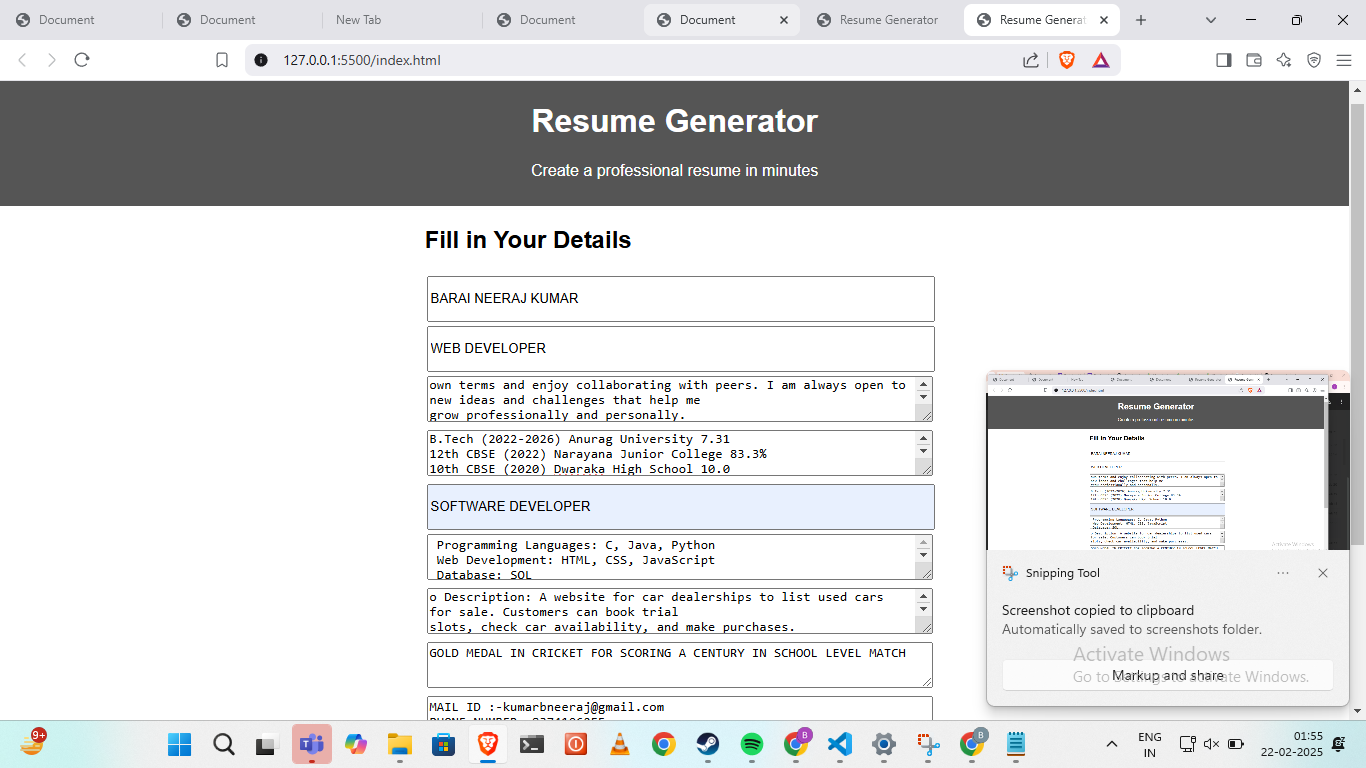 Document
Document
New Tab
Document
Document
Resume Generator
Resume Generat
127.0.0.1:5500/index.html
Resume Generator
Create a professional resume in minutes
Fill in Your Details
BARAI NEERAJ KUMAR
WEB DEVELOPER
own terms and enjoy collaborating with peers. I am always open to
new ideas and challenges that help me
grow professionally and personally.
B.Tech (2022-2026) Anurag University 7.31
12th CBSE (2022) Narayana Junior College 83.3%
10th CBSE (2020) Dwaraka High School 10.0
SOFTWARE DEVELOPER
Programming Languages: C, Java, Python
Web Development: HTML, CSS, JavaScript
Database: SQL
o Description: A website for car dealerships to list used cars
for sale. Customers can book trial
slots, check car availability, and make purchases.
GOLD MEDAL IN CRICKET FOR SCORING A CENTURY IN SCHOOL LEVEL MATCH
MAIL ID :-kumarbneeraj@gmail.com
Resume Generator
Fill in Your Details
Snipping Tool
Screenshot copied to clipboard
Automatically saved to screenshots folder.
Activate Windows
Markup and share
Go to Settings to activate Windows.
9+
B
B
ENG
IN
01:55
22-02-2025